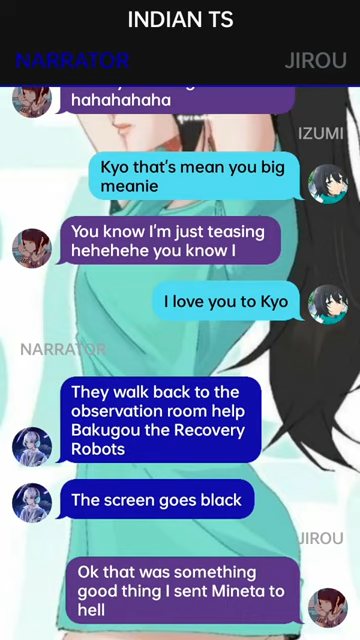 INDIAN TS
NARRATOR
JIROU
hahahahaha
IZUMI
Kyo that's mean you big
meanie
You know I'm just teasing
hehehehe you know I
I love you to Kyo
NARRATOR
They walk back to the
observation room help
Bakugou the Recovery
Robots
The screen goes black
JIROU
Ok that was something
good thing I sent Mineta to
hell